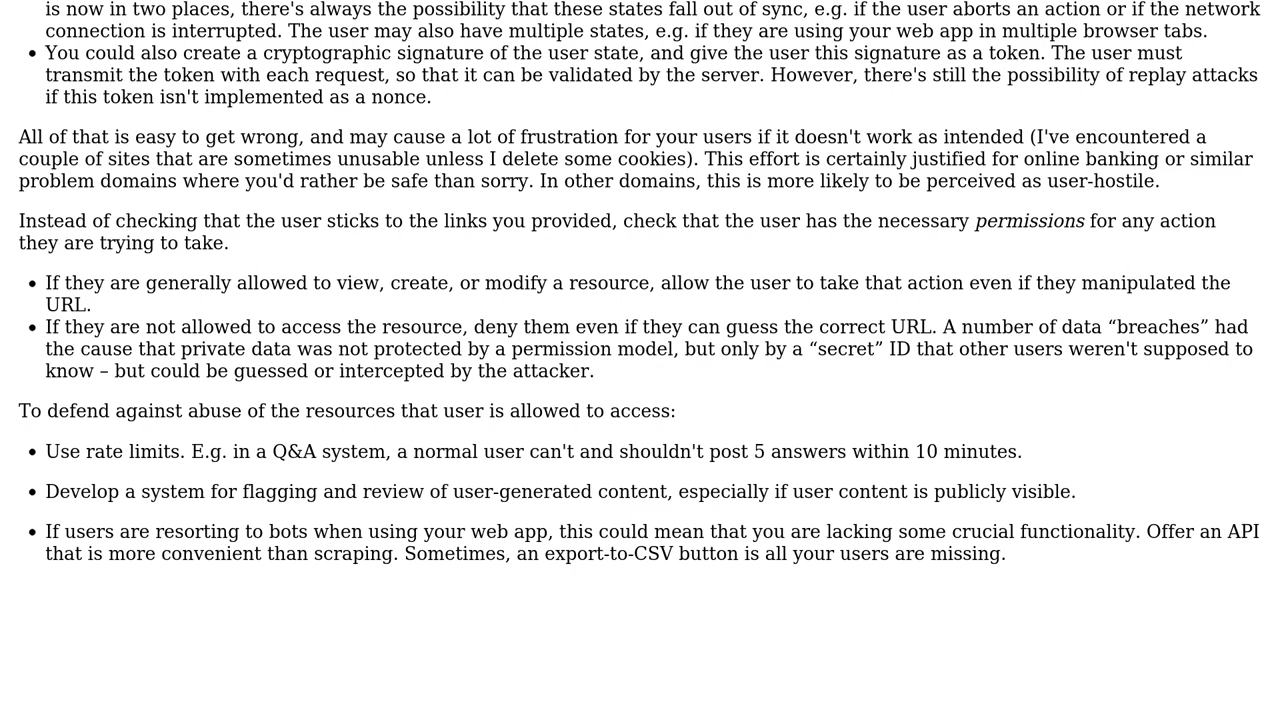 is now in two places, there's always the possibility that these states fall out of sync, e.g. if the user aborts an action or if the network
connection is interrupted. The user may also have multiple states, e.g. if they are using your web app in multiple browser tabs.
• You could also create a cryptographic signature of the user state, and give the user this signature as a token. The user must
transmit the token with each request, so that it can be validated by the server. However, there's still the possibility of replay attacks
if this token isn't implemented as a nonce.
All of that is easy to get wrong, and may cause a lot of frustration for your users if it doesn't work as intended (I've encountered a
couple of sites that are sometimes unusable unless I delete some cookies). This effort is certainly justified for online banking or similar
problem domains where you'd rather be safe than sorry. In other domains, this is more likely to be perceived as user-hostile.
Instead of checking that the user sticks to the links you provided, check that the user has the necessary permissions for any action
they are trying to take.
• If they are generally allowed to view, create, or modify a resource, allow the user to take that action even if they manipulated the
URL.
• If they are not allowed to access the resource, deny them even if they can guess the correct URL. A number of data “breaches” had
the cause that private data was not protected by a permission model, but only by a “secret” ID that other users weren't supposed to
know – but could be guessed or intercepted by the attacker.
To defend against abuse of the resources that user is allowed to access:
• Use rate limits. E.g. in a Q&A system, a normal user can't and shouldn't post 5 answers within 10 minutes.
• Develop a system for flagging and review of user-generated content, especially if user content is publicly visible.
• If users are resorting to bots when using your web app, this could mean that you are lacking some crucial functionality. Offer an API
that is more convenient than scraping. Sometimes, an export-to-CSV button is all your users are missing.